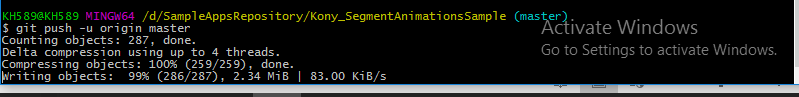 KH589@KH589 MINGW64 /d/SampleAppsRepository/Kony_SegmentAnimationsSample (master)
$ git push -u origin master
Counting objects: 287, done.
Delta compression using up to 4 threads.
Compressing objects: 100% (259/259), done.
Writing objects:  99% (286/287), 2.34 MiB | 83.00 KiB/s
Activate Windows
Go to Settings to activate Windows.